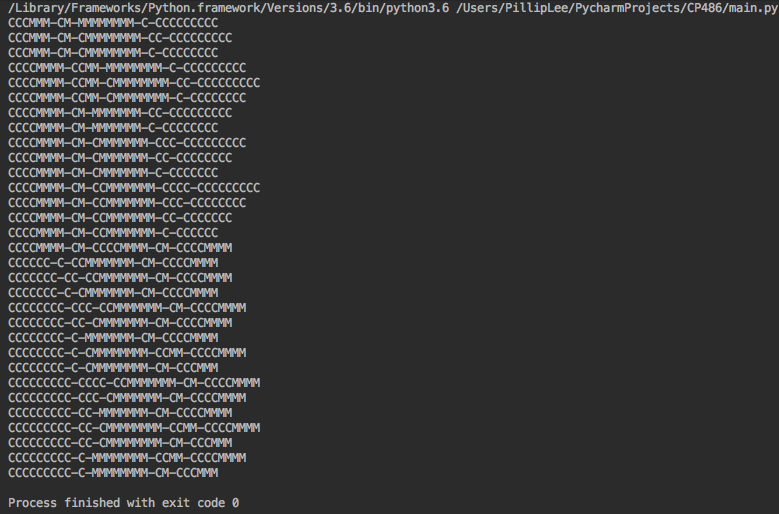 /Library/Frameworks/Python.framework/Versions/3.6/bin/python3.6 /Users/PillipLee/PycharmProjects/CP486/main.py
CCCMMM-CM-MMMMMMMM-C-CCCCCCCCC
CCCMMM-CM-CMMMMMMMM-CC-CCCCCCCCC
CCCMMM-CM-CMMMMMMMM-C-CCCCCCCC
CCCCMMMM-CCMM-MMMMMMMM-C-CCCCCCCCC
CCCCMMMM-CCMM-CMMMMMMMM-CC-CCCCCCCCC
CCCCMMMM-CCMM-CMMMMMMMM-C-CCCCCCCC
CCCCMMMM-CM-MMMMMMM-CC-CCCCCCCCC
CCCCMMMM-CM-MMMMMMM-C-CCCCCCCC
CCCCMMMM-CM-CMMMMMMM-CCC-CCCCCCCCC
CCCCMMMM-CM-CMMMMMMM-CC-CCCCCCCC
CCCCMMMM-CM-CMMMMMMM-C-CCCCCCC
CCCCMMMM-CM-CCMMMMMMM-CCCC-CCCCCCCCC
CCCCMMMM-CM-CCMMMMMMM-CCC-CCCCCCCC
CCCCMMMM-CM-CCMMMMMMM-CC-CCCCCCC
CCCCMMMM-CM-CCMMMMMMM-C-CCCCCC
CCCCMMMM-CM-CCCCMMMM-CM-CCCCMMMM
CCCCCC-C-CCMMMMMMM-CM-CCCCMMMM
CCCCCCC-CC-CCMMMMMMM-CM-CCCCMMMM
CCCCCCC-C-CMMMMMMM-CM-CCCCMMMM
CCCCCCCC-CCC-CCMMMMMMM-CM-CCCCMMMM
CCCCCCCC-CC-CMMMMMMM-CM-CCCCMMMM
CCCCCCCC-C-MMMMMMM-CM-CCCCMMMM
CCCCCCCC-C-CMMMMMMMM-CCMM-CCCCMMMM
CCCCCCCC-C-CMMMMMMMM-CM-CCCMMM
CCCCCCCCC-CCCC-CCMMMMMMM-CM-CCCCMMMM
CCCCCCCCC-CCC-CMMMMMMM-CM-CCCCMMMM
CCCCCCCCC-CC-MMMMMMM-CM-CCCCMMMM
CCCCCCCCC-CC-CMMMMMMMM-CCMM-CCCCMMMM
CCCCCCCCC-CC-CMMMMMMMM-CM-CCCMMM
CCCCCCCCC-C-MMMMMMMM-CCMM-CCCCMMMM
CCCCCCCCC-C-MMMMMMMM-CM-CCCMMM
Process finished with exit code 0